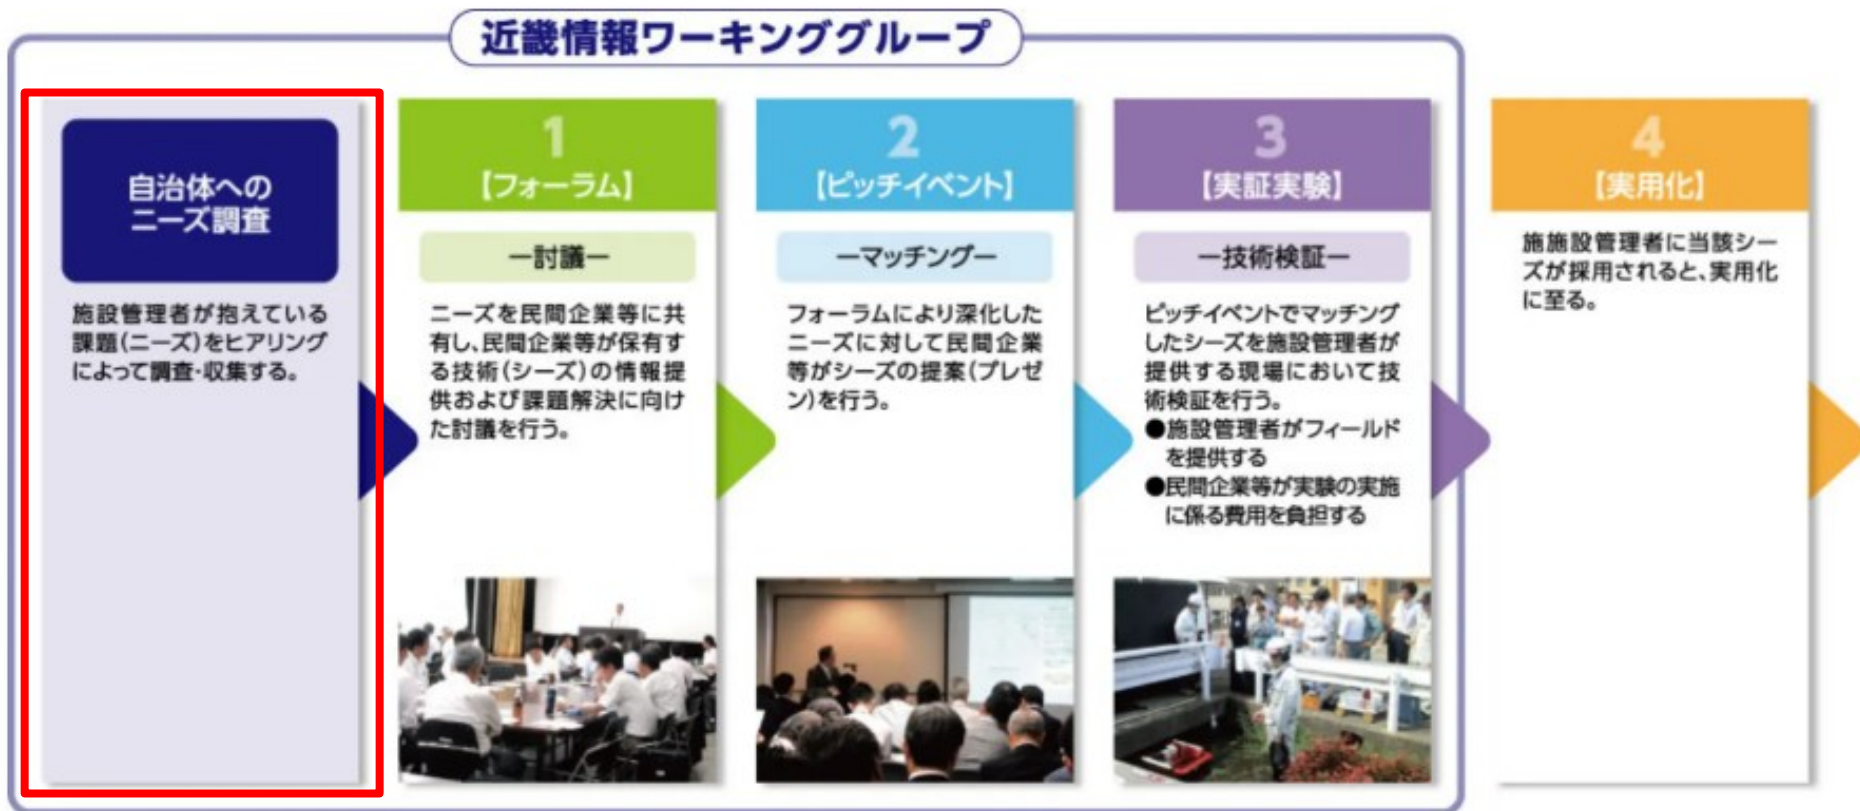 近畿情報ワーキンググループ
自治体への
ニーズ調査
施設管理者が抱えている
課題(ニーズ)をヒアリング
によって調査・収集する。
1
【フォーラム】
ー討議ー
ニーズを民間企業等に共
有し、民間企業等が保有す
る技術(シーズ)の情報提
供および課題解決に向け
た討議を行う。
2
【ピッチイベント】
ーマッチングー
フォーラムにより深化した
ニーズに対して民間企業
等がシーズの提案(プレゼ
ン)を行う。
3
【実証実験】
ー技術検証ー
ピッチイベントでマッチング
したシーズを施設管理者が
提供する現場において技
術検証を行う。
●施設管理者がフィールド
を提供する
●民間企業等が実験の実施
に係る費用を負担する
4
【実用化】
施施設管理者に当該シー
ズが採用されると、実用化
に至る。